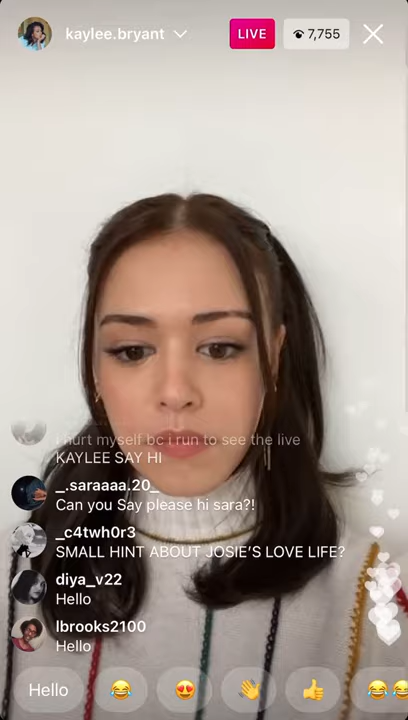 kaylee.bryant
LIVE
7,755
i hurt myself bc i run to see the live
KAYLEE SAY HI
_.saraaaa.20_
Can you Say please hi sara?!
_c4twh0r3
SMALL HINT ABOUT JOSIE'S LOVE LIFE?
diya_v22
Hello
lbrooks2100
Hello
Hello